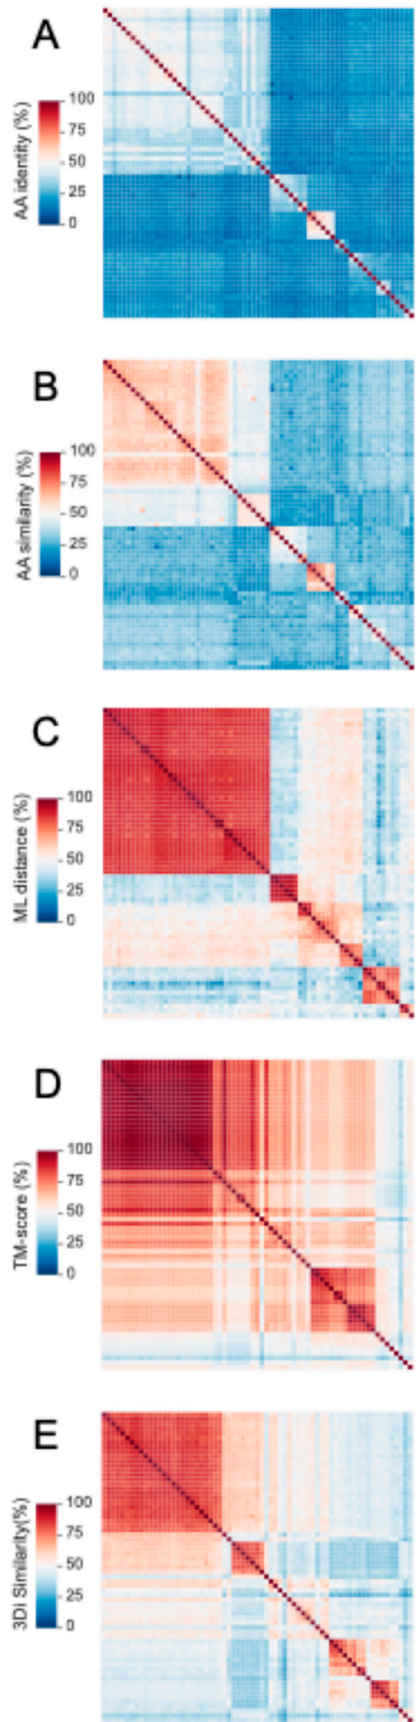 A
AA identity (%)
100
75
50
25
0
B
AA similarity (%)
100
75
50
25
0
C
ML distance (%)
100
75
50
25
0
D
TM-score (%)
100
75
50
25
0
E
3Di Similarity(%)
100
75
50
25
0